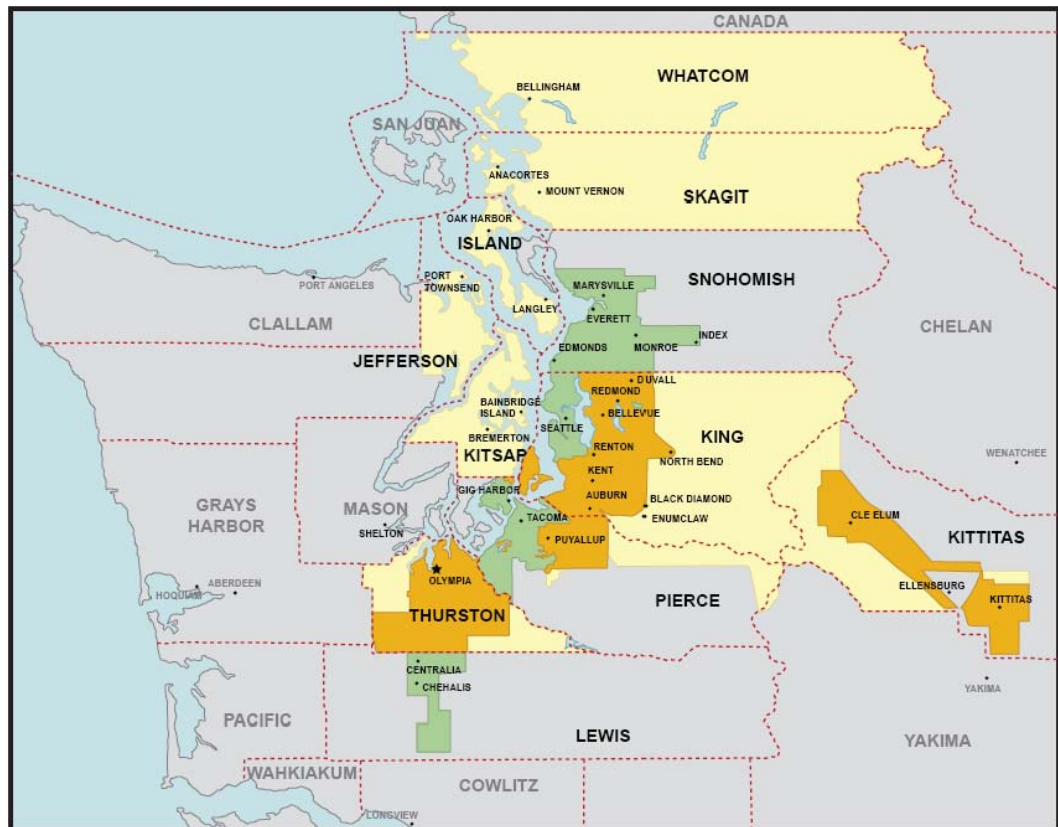 CANADA
WHATCOM
BELLINGHAM
SAN JUAN
ANACORTES
MOUNT VERNON
SKAGIT
OAK HARBOR
ISLAND
PORT
TOWNSEND
PORT ANGELES
SNOHOMISH
MARYSVILLE
LANGLEY
EVERETT
CLALLAM
CHELAN
INDEX
MONROE
EDMONDS
JEFFERSON
DUVALL
REDMOND
BAINBRIDGE
ISLAND
BELLEVUE
SEATTLE
BREMERTON
KING
RENTON
KITSAP
NORTH BEND
WENATCHEE
KENT
GIG HARBOR
BLACK DIAMOND
AUBURN
GRAYS
HARBOR
MASON
TACOMA
ENUMCLAW
CLE ELUM
SHELTON
PUYALLUP
KITTITAS
OLYMPIA
ABERDEEN
HOQUIAM
ELLENSBURG
PIERCE
KITTITAS
THURSTON
CENTRALIA
CHEHALIS
YAKIMA
PACIFIC
LEWIS
YAKIMA
WAHKIAKUM
COWLITZ
LONGVIEW